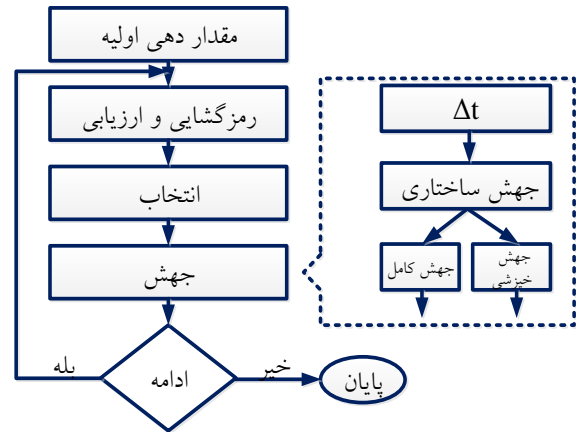 مقدار دهی اولیه
رمزگشایی و ارزیابی
انتخاب
جهش
ادامه
بله
خیر
پایان
Δt
جهش ساختاری
جهش کامل
جهش
خیزشی